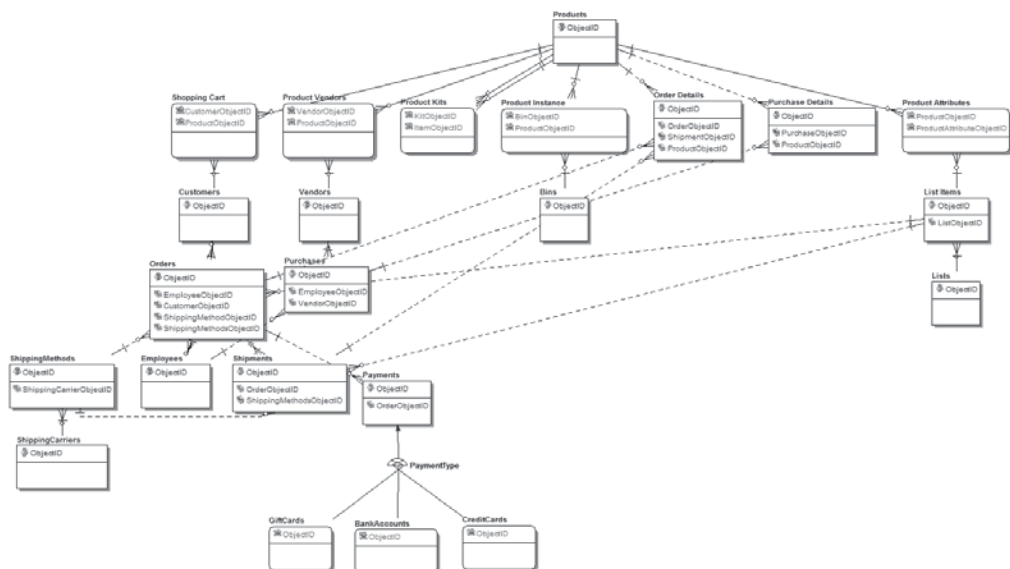 Products
ObjectID
Shopping Cart
CustomerObjectID
ProductObjectID
Product Vendors
VendorObjectID
ProductObjectID
Product Kits
KitObjectID
ItemObjectID
Product Instance
BinObjectID
ProductObjectID
Order Details
ObjectID
OrderObjectID
ShipmentObjectID
ProductObjectID
Purchase Details
ObjectID
PurchaseObjectID
ProductObjectID
Product Attributes
ProductObjectID
ProductAttributeObjectID
Customers
ObjectID
Vendors
ObjectID
Bins
ObjectID
List Items
ObjectID
ListObjectID
Orders
ObjectID
EmployeeObjectID
CustomerObjectID
ShippingMethodObjectID
ShippingMethodsObjectID
Purchases
ObjectID
EmployeeObjectID
VendorObjectID
Lists
ObjectID
ShippingMethods
ObjectID
ShippingCarrierObjectID
Employees
ObjectID
Shipments
ObjectID
OrderObjectID
ShippingMethodsObjectID
Payments
ObjectID
OrderObjectID
ShippingCarriers
ObjectID
PaymentType
GiftCards
ObjectID
BankAccounts
ObjectID
CreditCards
ObjectID